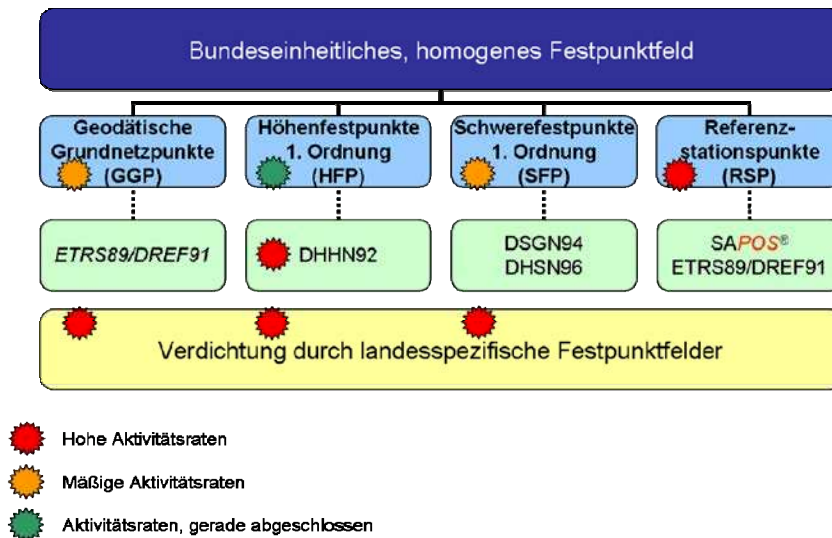 Bundeseinheitliches, homogenes Festpunktfeld
Geodätische
Grundnetzpunkte
(GGP)
Höhenfestpunkte
1. Ordnung
(HFP)
Schwerefestpunkte
1. Ordnung
(SFP)
Referenz-
stationspunkte
(RSP)
ETRS89/DREF91
DHHN92
DSGN94
DHSN96
SAPOS®
ETRS89/DREF91
Verdichtung durch landesspezifische Festpunktfelder
Hohe Aktivitätsraten
Mäßige Aktivitätsraten
Aktivitätsraten, gerade abgeschlossen